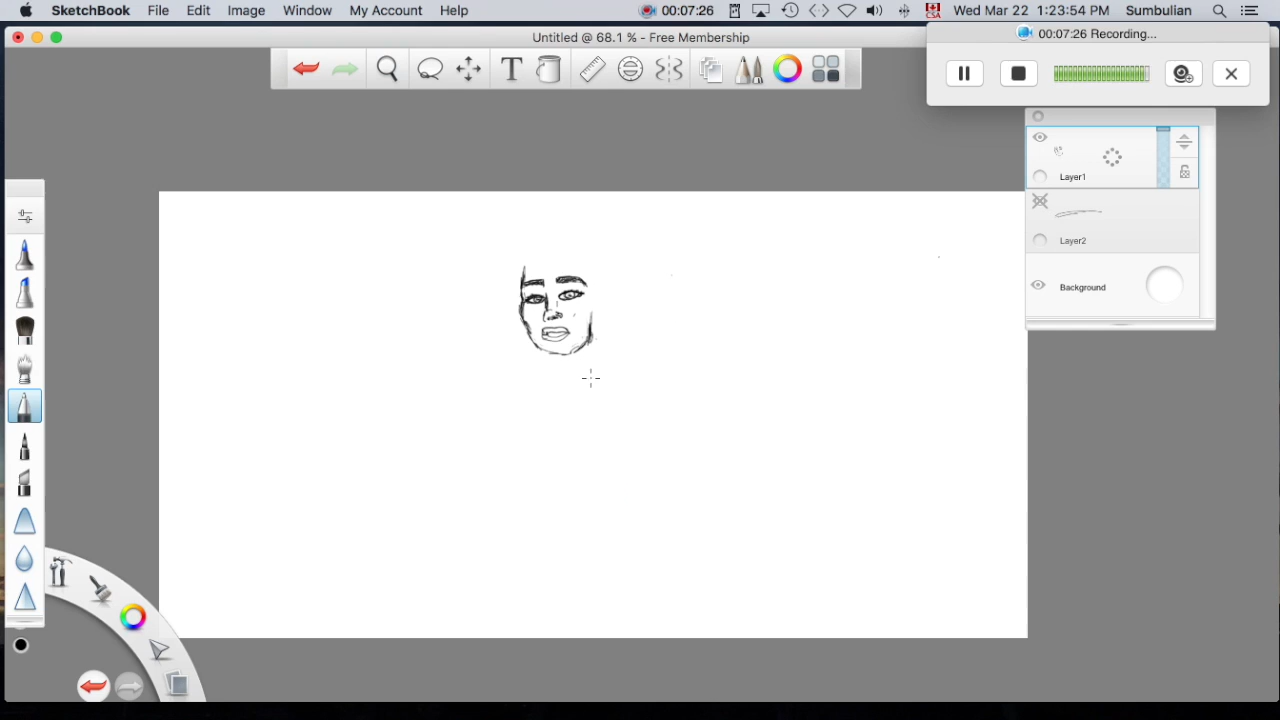 SketchBook File Edit Image Window My Account Help 00:07:26 CSA Wed Mar 22 1:23:54 PM Sumbulian
Untitled @ 68.1 % - Free Membership
00:07:26 Recording...
T
Layer1
Layer2
Background